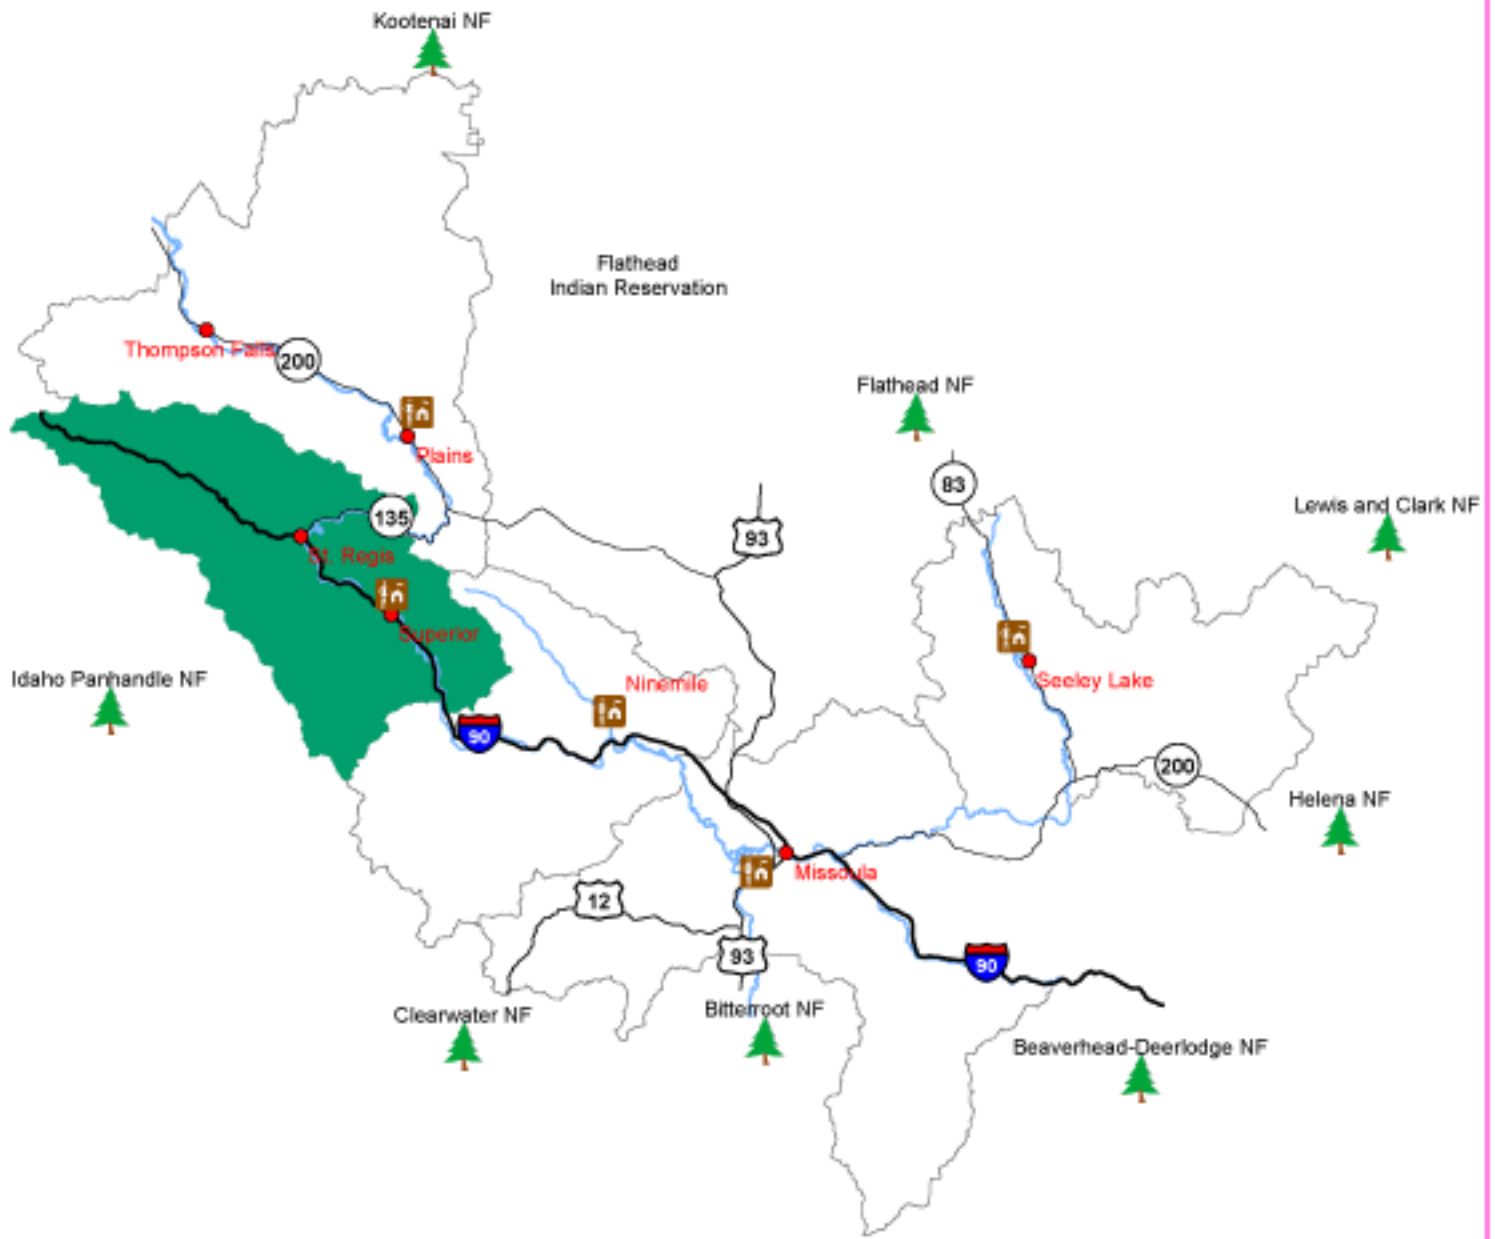 Kootenai NF
Flathead
Indian Reservation
Thompson Falls
200
Flathead NF
Plains
83
Lewis and Clark NF
135
93
St. Regis
Superior
Idaho Panhandle NF
Ninemile
Seeley Lake
90
200
Helena NF
Missoula
12
93
90
Clearwater NF
Bitterroot NF
Beaverhead-Deerlodge NF